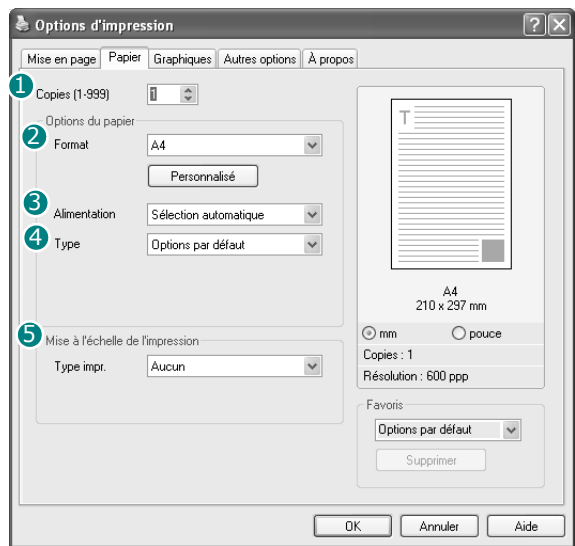 Options d'impression
Mise en page Papier Graphiques Autres options À propos
1
Copies (1-999) 1
Options du papier
2
Format A4
Personnalisé
3
Alimentation Sélection automatique
4
Type Options par défaut
5
Mise à l'échelle de l'impression
Type impr. Aucun
T
A4
210 x 297 mm
mm pouce
Copies : 1
Résolution : 600 ppp
Favoris
Options par défaut
Supprimer
OK Annuler Aide